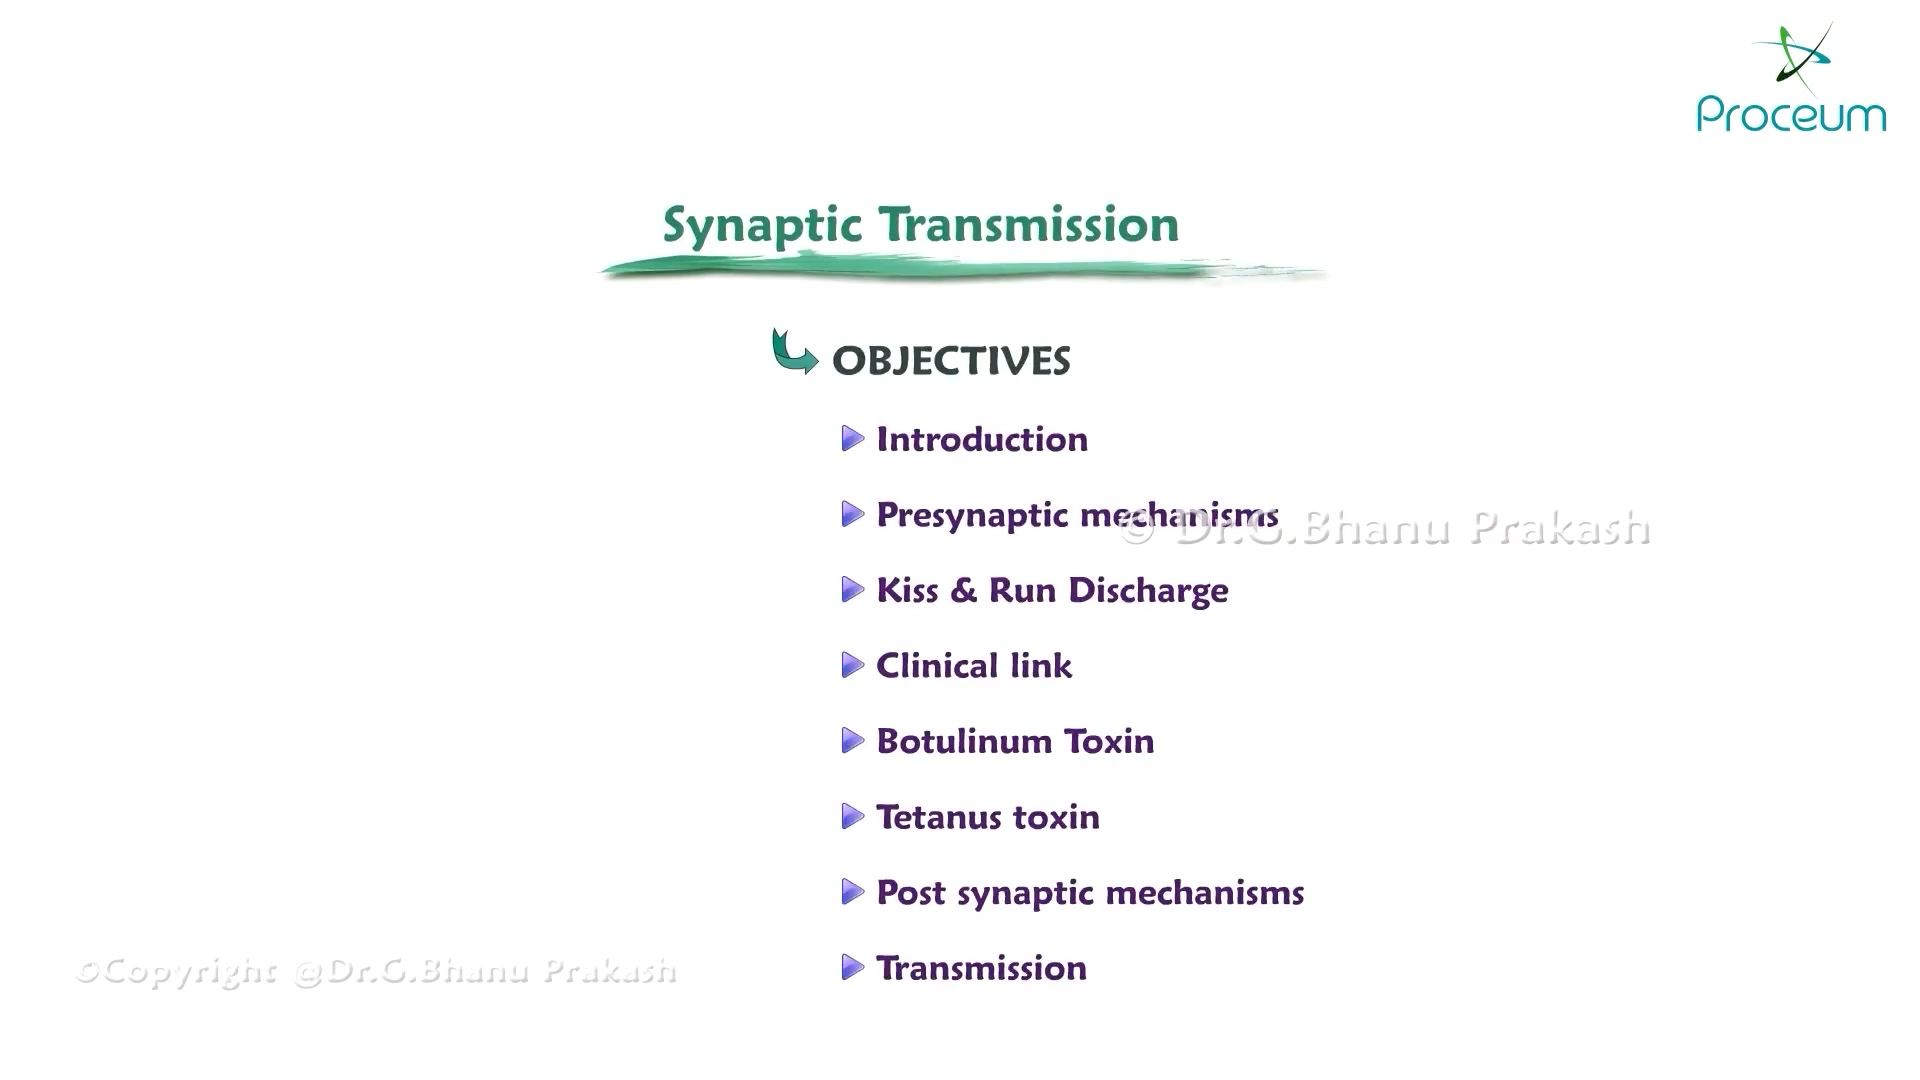 Proceum
Synaptic Transmission
OBJECTIVES
Introduction
Presynaptic mechanisms
© Dr.G.Bhanu Prakash
Kiss & Run Discharge
Clinical link
Botulinum Toxin
Tetanus toxin
Post synaptic mechanisms
Transmission
©Copyright @Dr.G.Bhanu Prakash